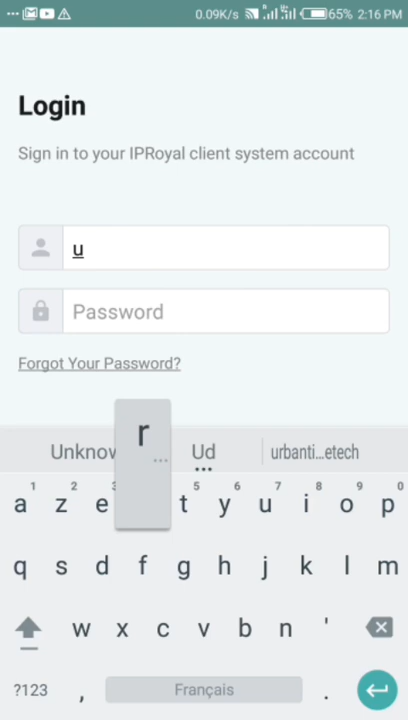 0.09K/s 65% 2:16 PM
Login
Sign in to your IPRoyal client system account
u
Password
Forgot Your Password?
r
Unknow Ud urbanti...etech
1 2 3 5 6 7 8 9 0
a z e t y u i o p
q s d f g h j k l m
w x c v b n '
?123 , Français .